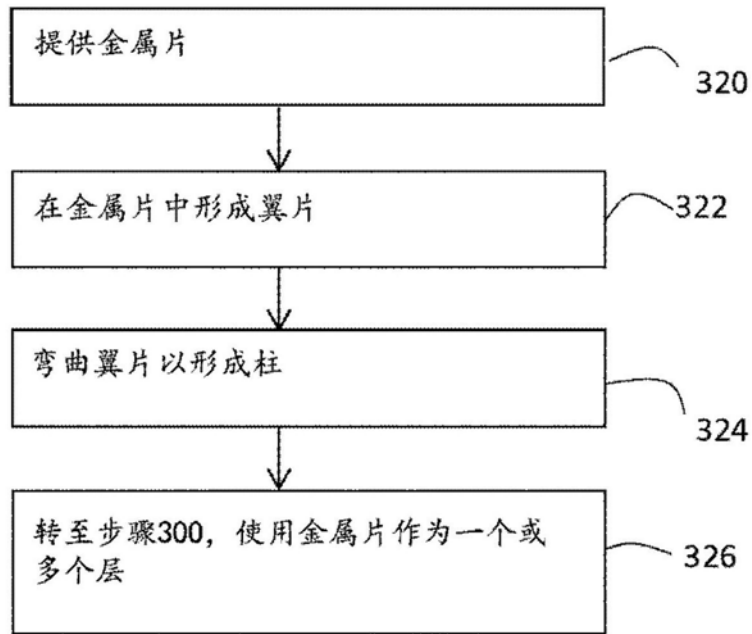 提供金属片
320
在金属片中形成翼片
322
弯曲翼片以形成柱
324
转至步骤300，使用金属片作为一个或
多个层
326